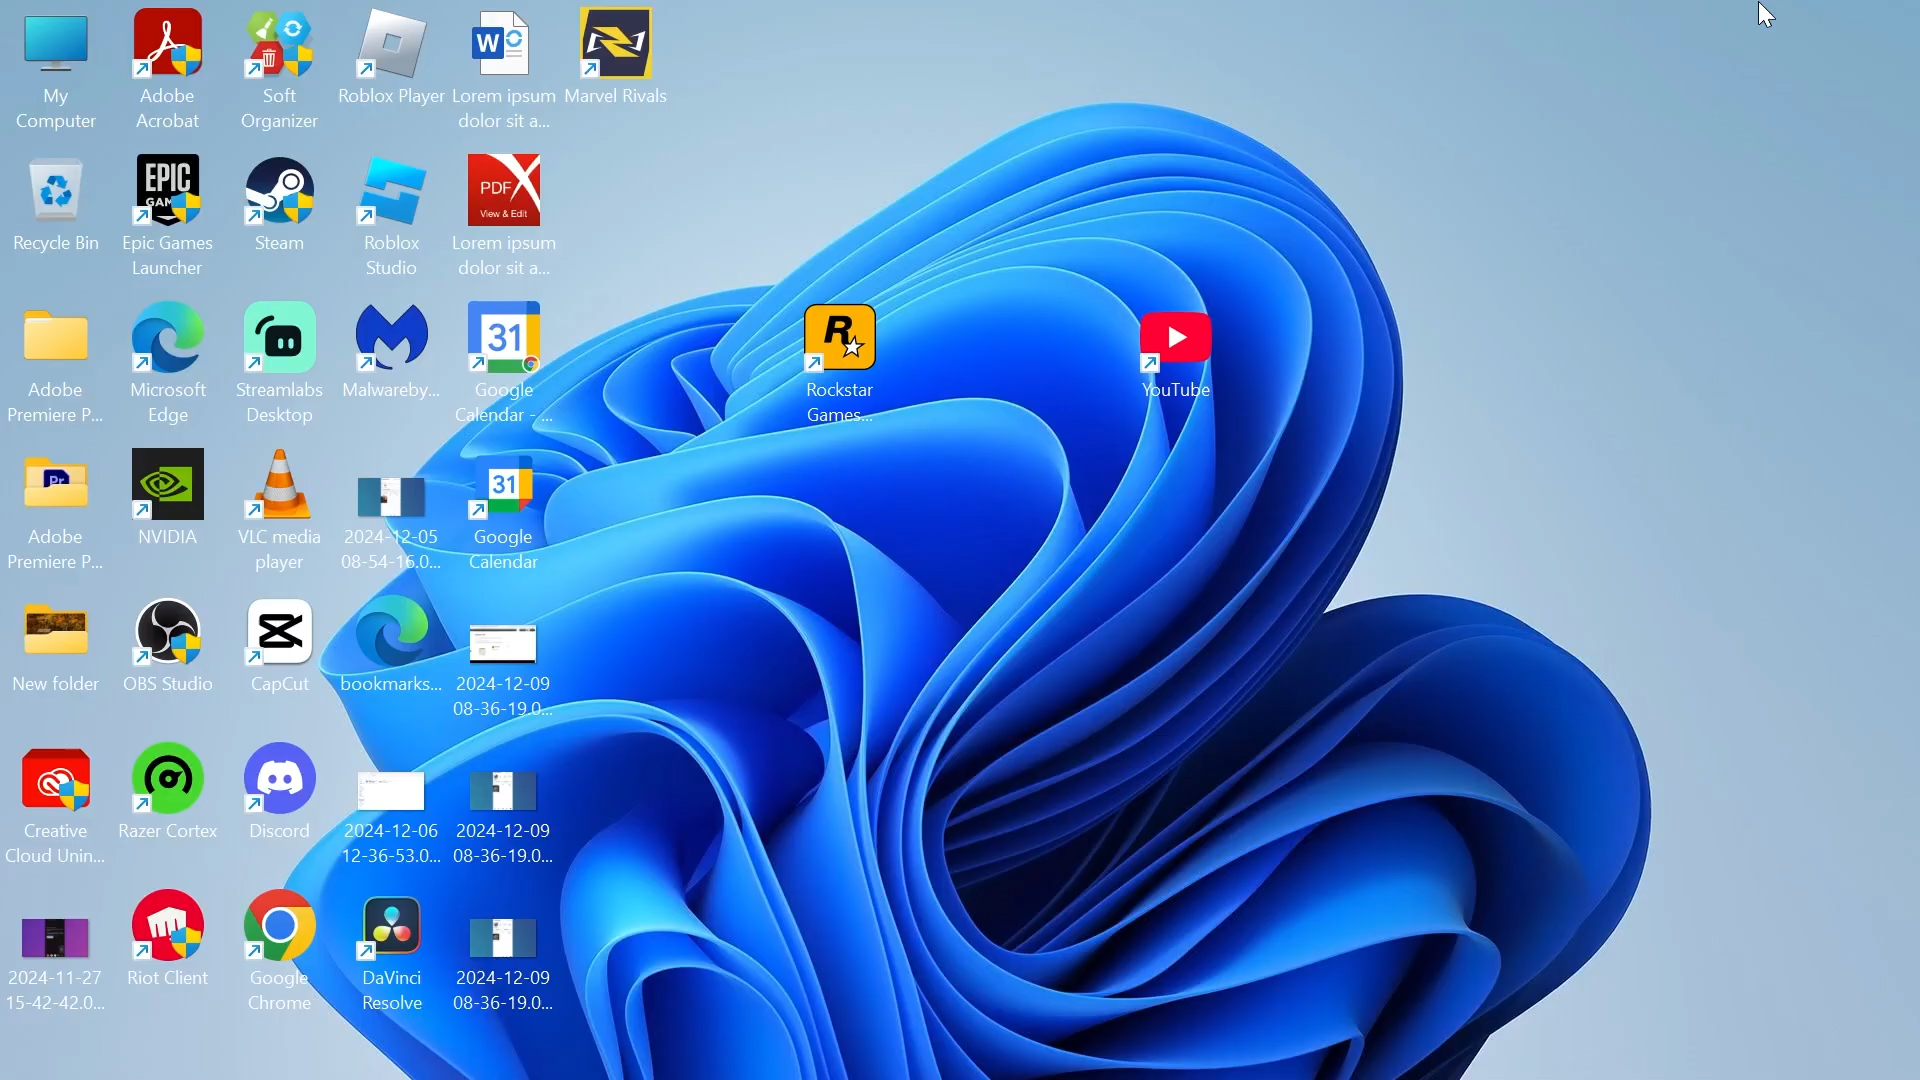 My
Computer
Adobe
Acrobat
Soft
Organizer
Roblox Player
W
Lorem ipsum
dolor sit a...
Marvel Rivals
Recycle Bin
EPIC
GAM
Epic Games
Launcher
Steam
Roblox
Studio
PDF
View & Edit
Lorem ipsum
dolor sit a...
Adobe
Premiere P...
Microsoft
Edge
Streamlabs
Desktop
Malwareby...
31
Google
Calendar - ...
R
Rockstar
Games...
YouTube
Pr
Adobe
Premiere P...
NVIDIA
VLC media
player
2024-12-05
08-54-16.0...
31
Google
Calendar
New folder
OBS Studio
CapCut
bookmarks...
2024-12-09
08-36-19.0...
Creative
Cloud Unin...
Razer Cortex
Discord
2024-12-06
12-36-53.0...
2024-12-09
08-36-19.0...
2024-11-27
15-42-42.0...
Riot Client
Google
Chrome
DaVinci
Resolve
2024-12-09
08-36-19.0...